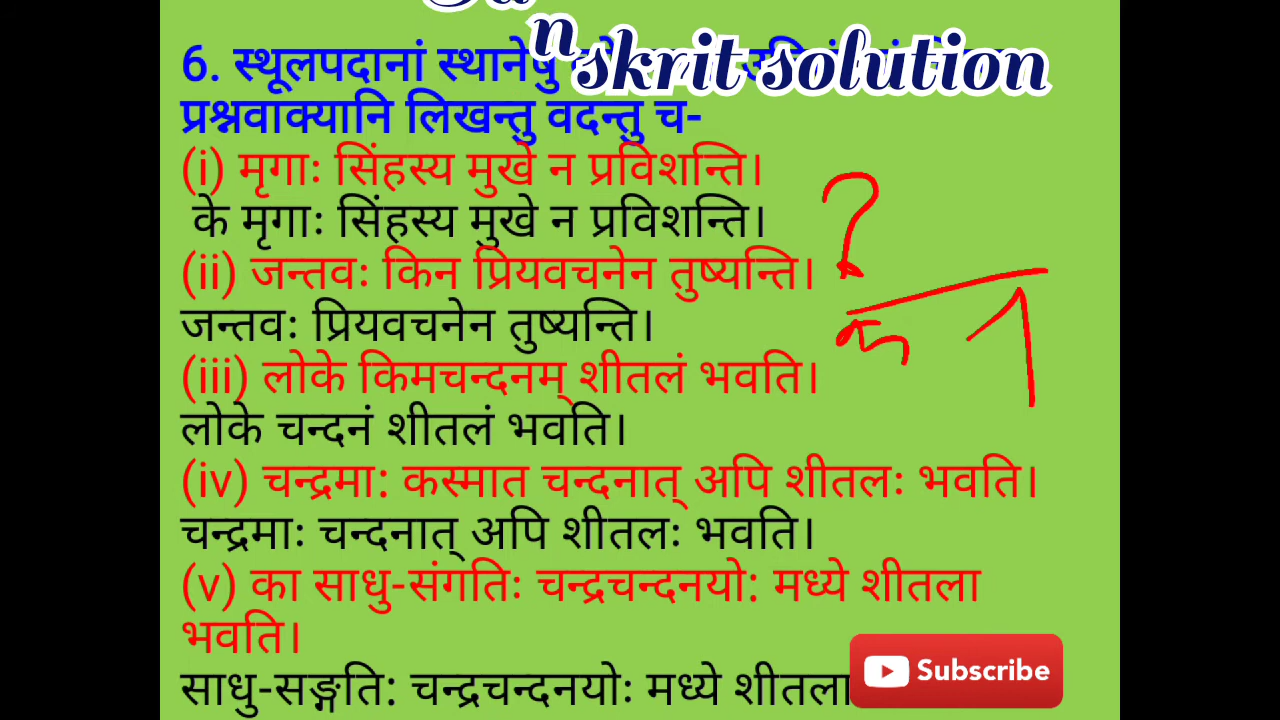 n
skrit solution
6. स्थूलपदानां स्थानेषु
प्रश्नवाक्यानि लिखन्तु वदन्तु च-
(i) मृगाः सिंहस्य मुखे न प्रविशन्ति।
के मृगाः सिंहस्य मुखे न प्रविशन्ति।
?
(ii) जन्तवः किन प्रियवचनेन तुष्यन्ति।
जन्तवः प्रियवचनेन तुष्यन्ति।
(iii) लोके किमचन्दनम् शीतलं भवति।
लोके चन्दनं शीतलं भवति।
(iv) चन्द्रमा: कस्मात चन्दनात् अपि शीतलः भवति।
चन्द्रमाः चन्दनात् अपि शीतलः भवति।
(v) का साधु-संगतिः चन्द्रचन्दनयो: मध्ये शीतला
भवति।
साधु-सङ्गति: चन्द्रचन्दनयोः मध्ये शीतला
Subscribe